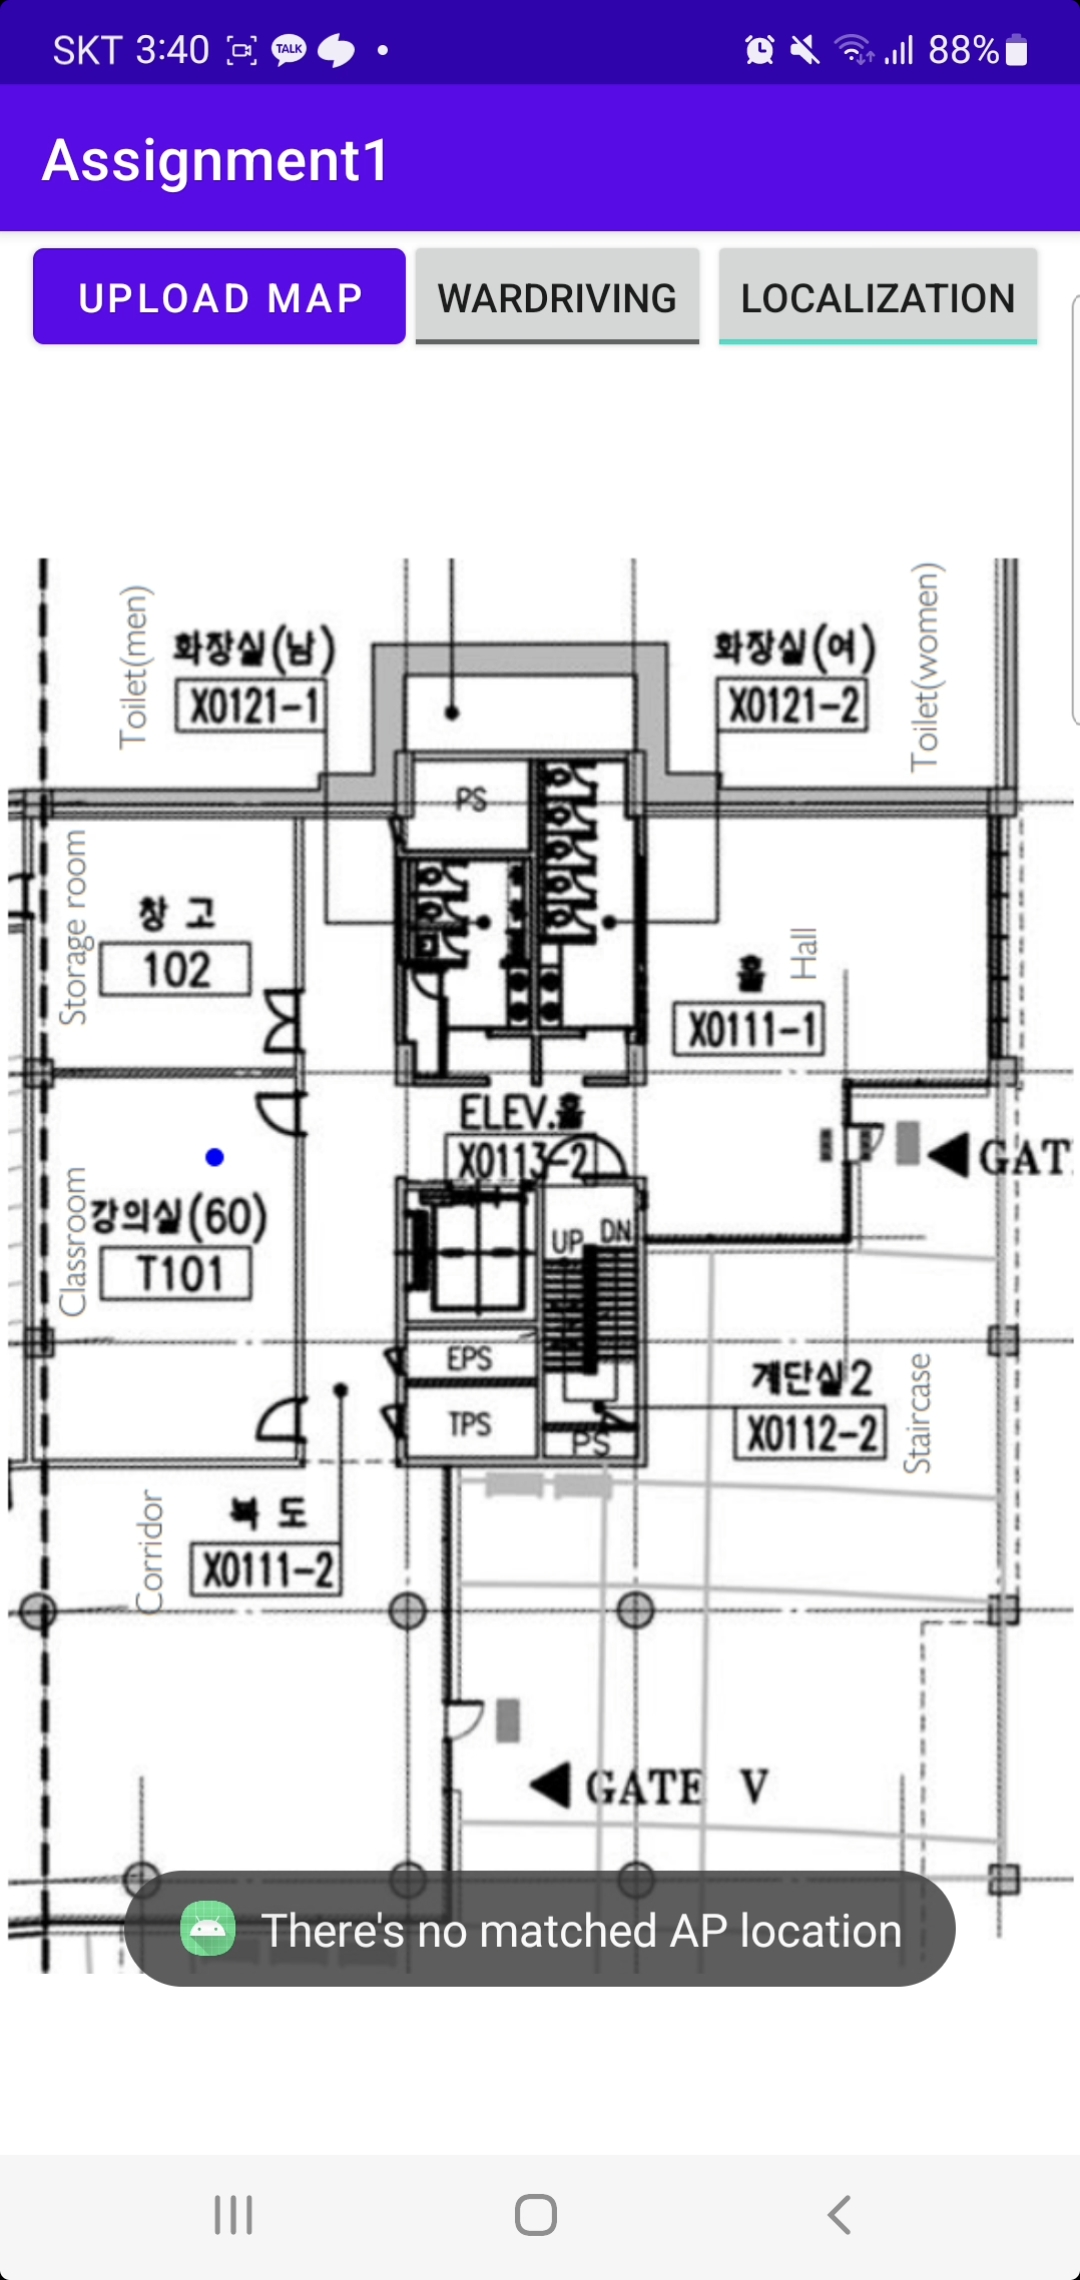 SKT 3:40 TALK 88%
Assignment1
UPLOAD MAP WARDRIVING LOCALIZATION
Toilet(men)
화장실(남)
X0121-1
화장실(여)
X0121-2
Toilet(women)
PS
Storage room
창 고
102
홀
Hall
X0111-1
ELEV.홀
X0113-2
GAT
Classroom
강의실(60)
T101
UP DN
EPS
TPS
PS
계단실2
X0112-2
Staircase
Corridor
복 도
X0111-2
GATE V
There's no matched AP location